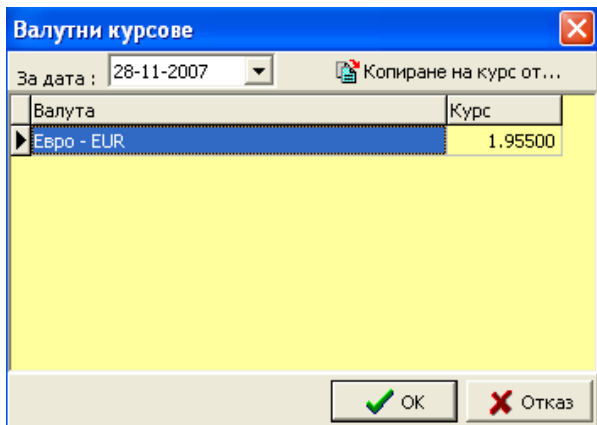 Валутни курсове
За дата : 28-11-2007 Копиране на курс от...
Валута Курс
Евро - EUR 1.95500
OK Отказ